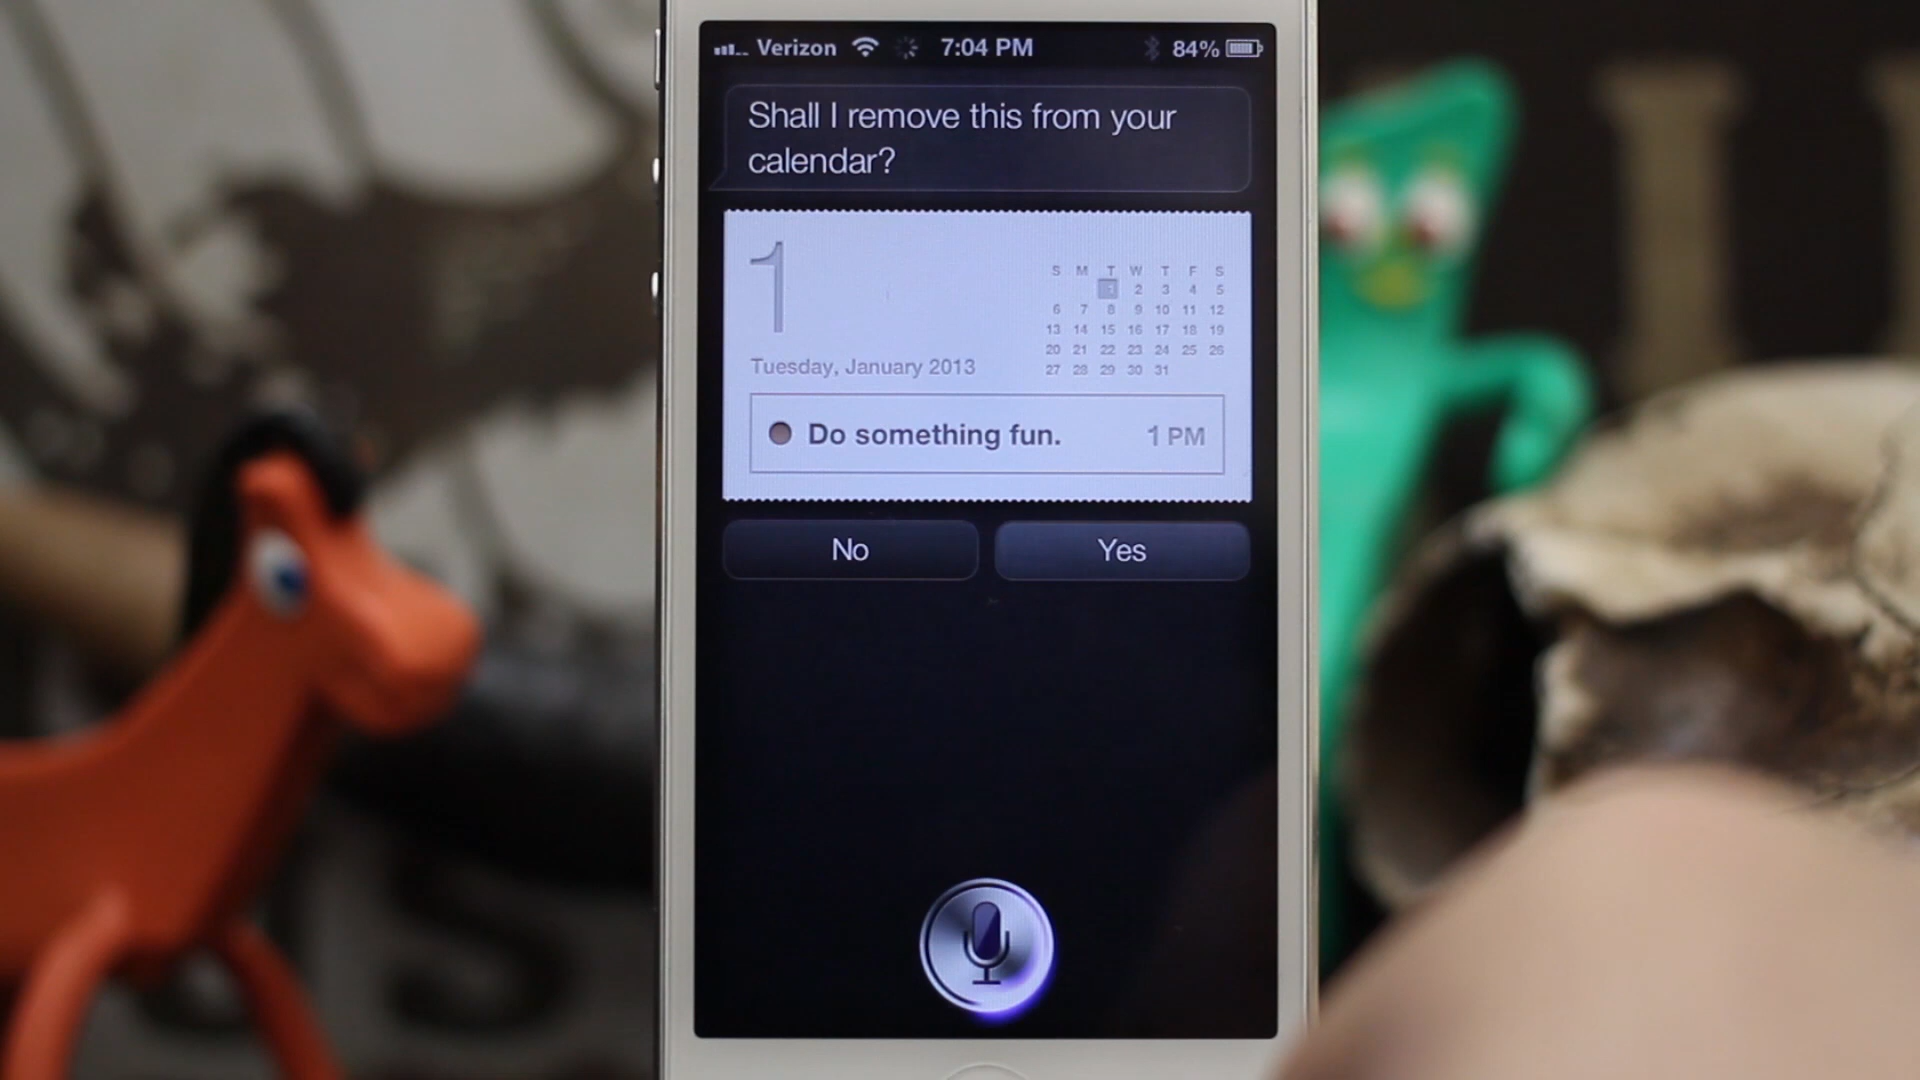 Verizon 7:04 PM 84%
Shall I remove this from your
calendar?
1
S M T W T F S
1 2 3 4 5
6 7 8 9 10 11 12
13 14 15 16 17 18 19
20 21 22 23 24 25 26
27 28 29 30 31
Tuesday, January 2013
Do something fun. 1 PM
No Yes